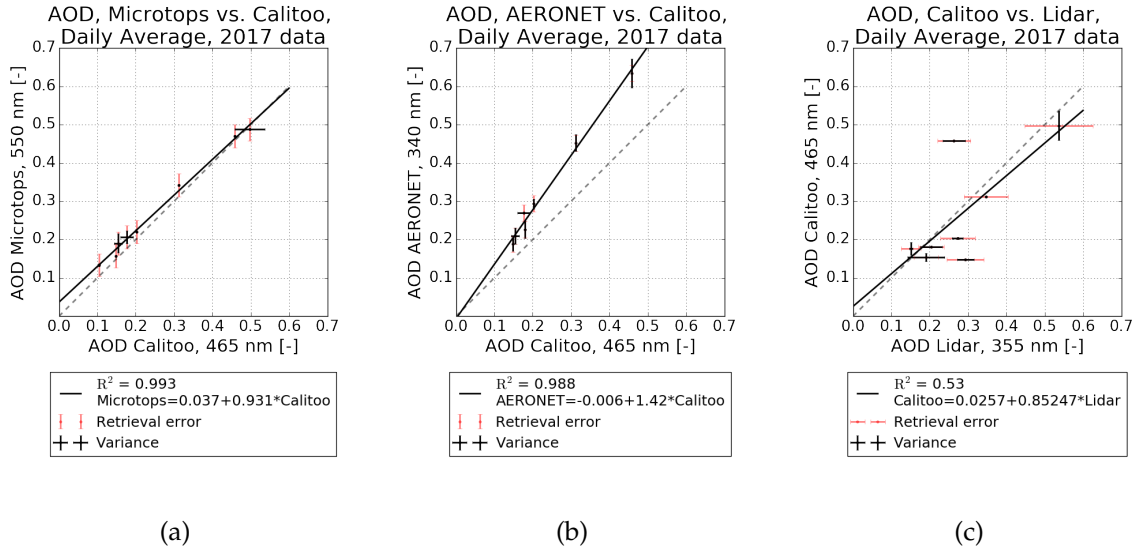 AOD, Microtops vs. Calitoo,
Daily Average, 2017 data
0.7
0.6
0.5
0.4
0.3
0.2
0.1
AOD Microtops, 550 nm [-]
0.0 0.1 0.2 0.3 0.4 0.5 0.6 0.7
AOD Calitoo, 465 nm [-]
R² = 0.993
Microtops=0.037+0.931*Calitoo
Retrieval error
Variance
(a)
AOD, AERONET vs. Calitoo,
Daily Average, 2017 data
0.7
0.6
0.5
0.4
0.3
0.2
0.1
AOD AERONET, 340 nm [-]
0.0 0.1 0.2 0.3 0.4 0.5 0.6 0.7
AOD Calitoo, 465 nm [-]
R² = 0.988
AERONET=-0.006+1.42*Calitoo
Retrieval error
Variance
(b)
AOD, Calitoo vs. Lidar,
Daily Average, 2017 data
0.7
0.6
0.5
0.4
0.3
0.2
0.1
AOD Calitoo, 465 nm [-]
0.0 0.1 0.2 0.3 0.4 0.5 0.6 0.7
AOD Lidar, 355 nm [-]
R² = 0.53
Calitoo=0.0257+0.85247*Lidar
Retrieval error
Variance
(c)